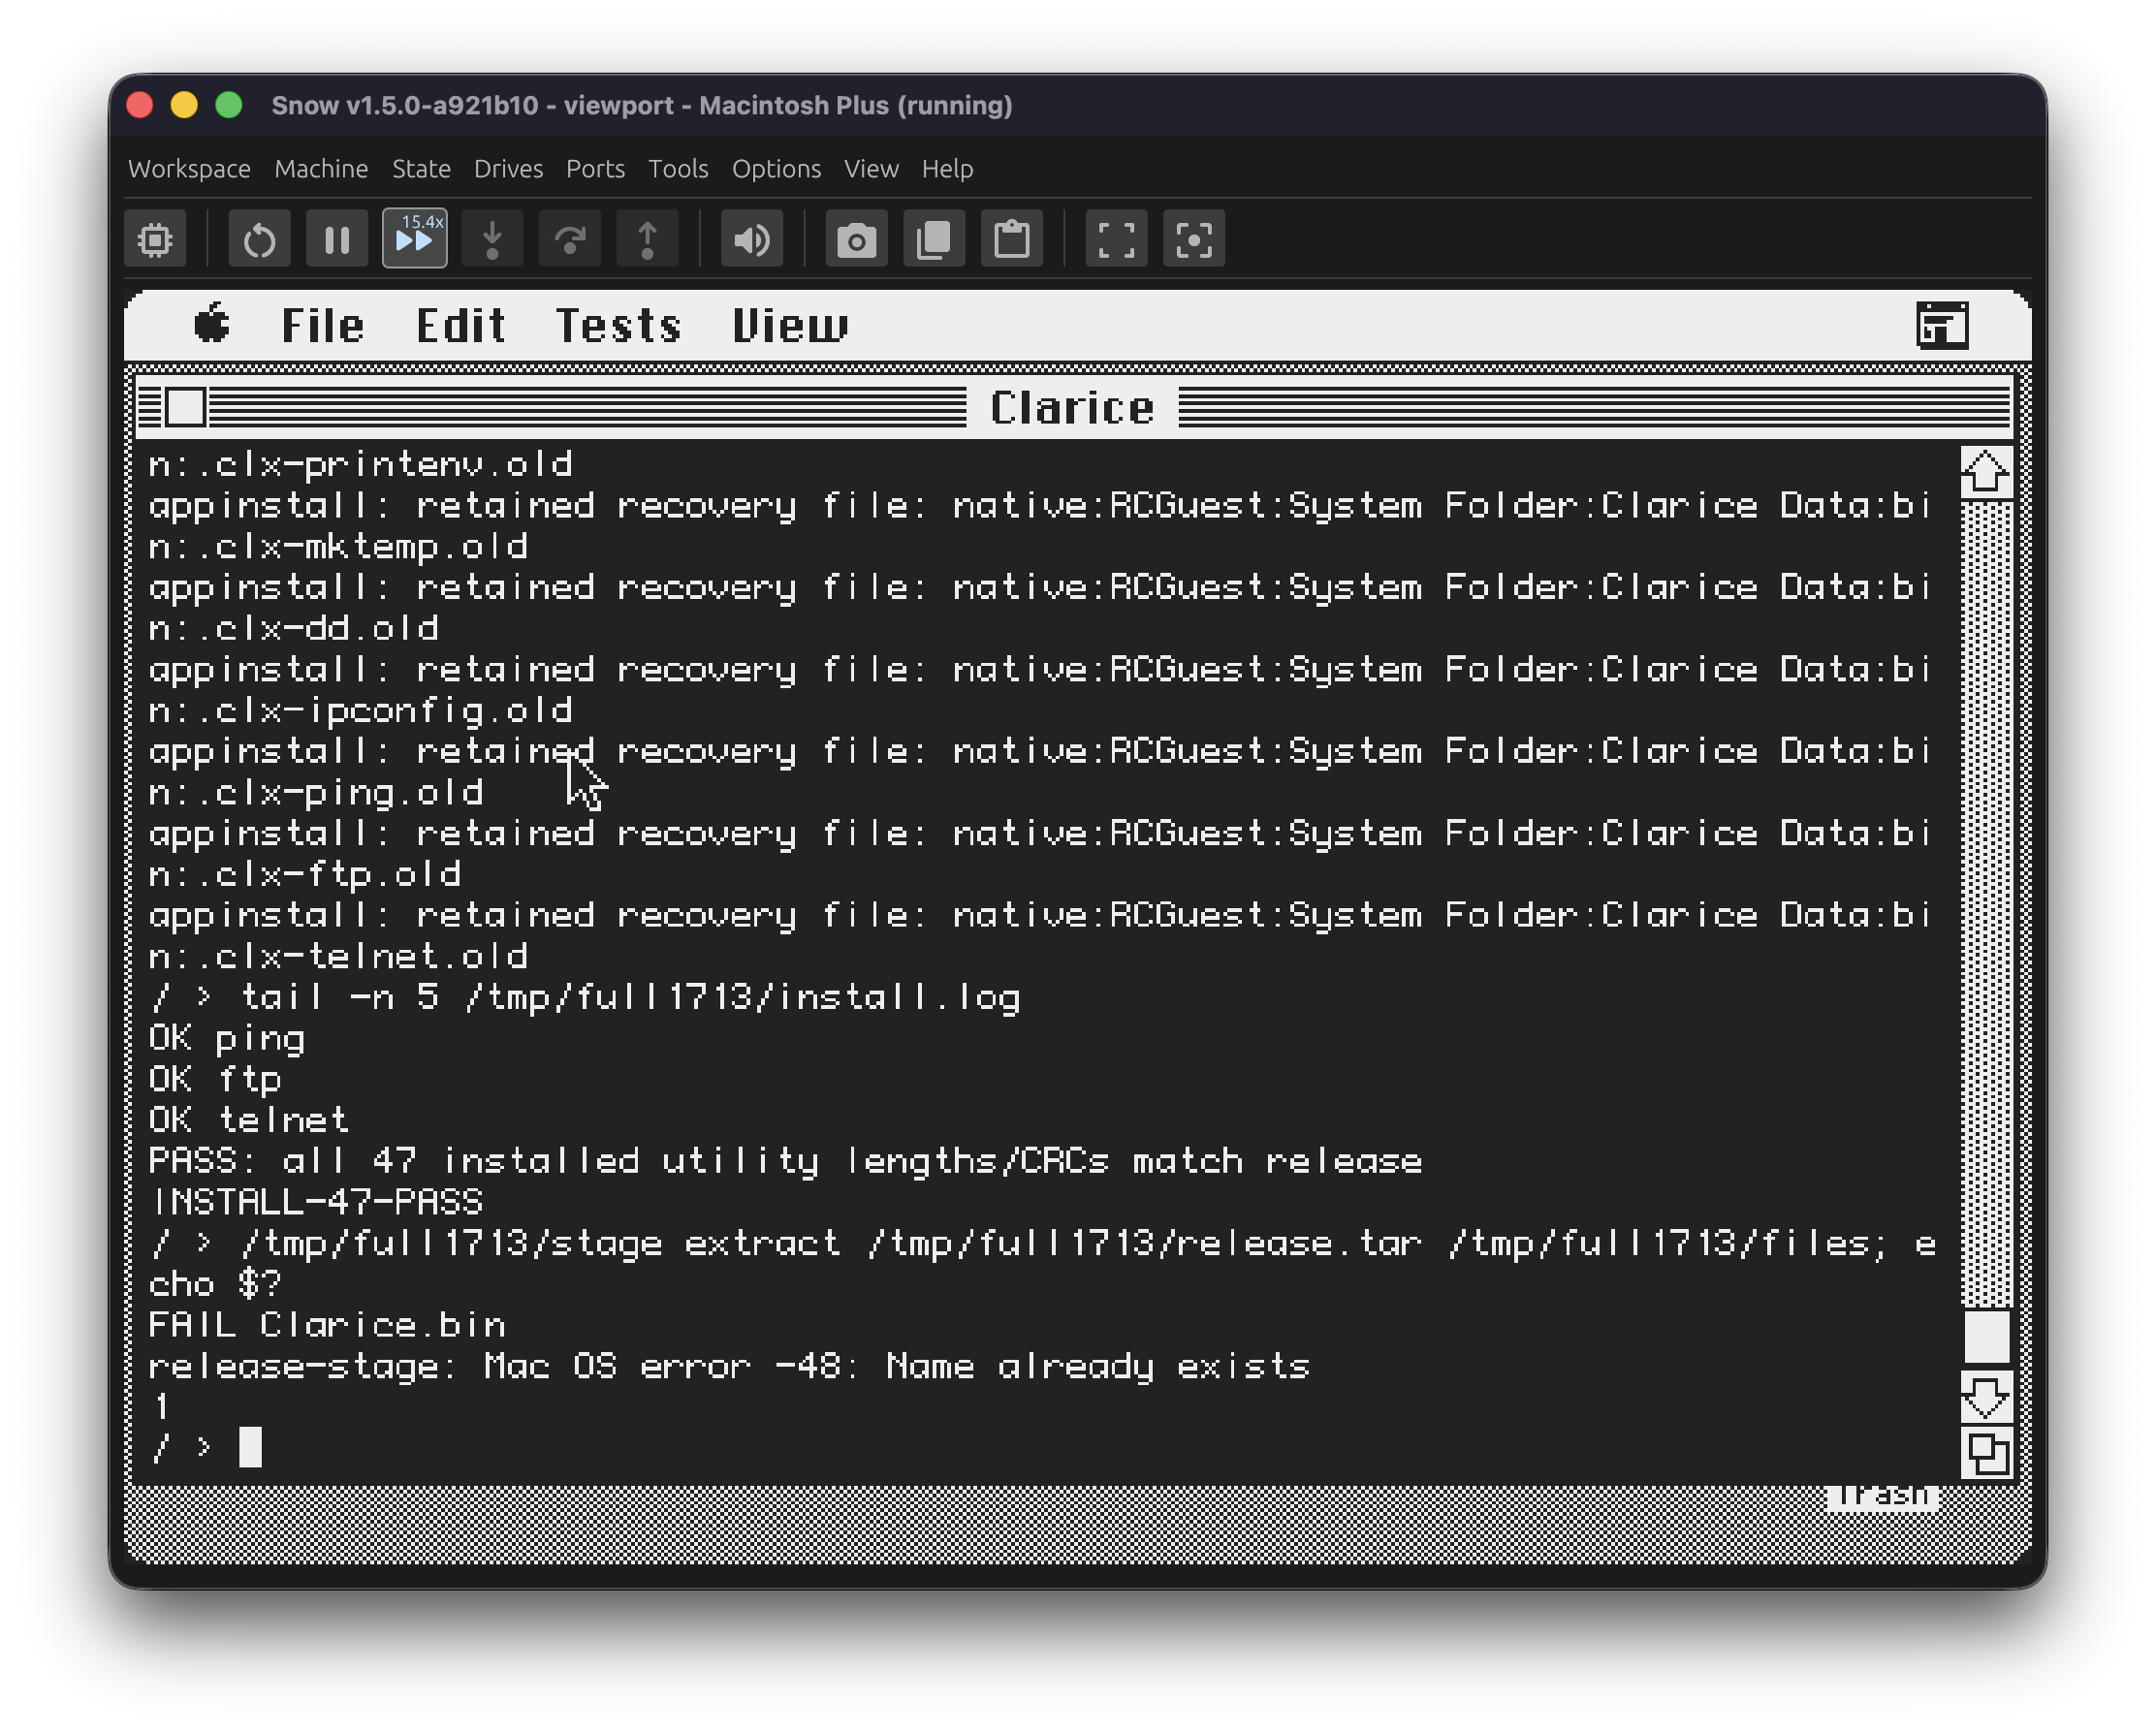 Snow v1.5.0-a921b10 - viewport - Macintosh Plus (running)
Workspace Machine State Drives Ports Tools Options View Help
15.4x
File Edit Tests View
Clarice
n:.clx-printenv.old
appinstall: retained recovery file: native:RCGuest:System Folder:Clarice Data:bi
n:.clx-mktemp.old
appinstall: retained recovery file: native:RCGuest:System Folder:Clarice Data:bi
n:.clx-dd.old
appinstall: retained recovery file: native:RCGuest:System Folder:Clarice Data:bi
n:.clx-ipconfig.old
appinstall: retained recovery file: native:RCGuest:System Folder:Clarice Data:bi
n:.clx-ping.old
appinstall: retained recovery file: native:RCGuest:System Folder:Clarice Data:bi
n:.clx-ftp.old
appinstall: retained recovery file: native:RCGuest:System Folder:Clarice Data:bi
n:.clx-telnet.old
/ > tail -n 5 /tmp/full1713/install.log
OK ping
OK ftp
OK telnet
PASS: all 47 installed utility lengths/CRCs match release
INSTALL-47-PASS
/ > /tmp/full1713/stage extract /tmp/full1713/release.tar /tmp/full1713/files; e
cho $?
FAIL Clarice.bin
release-stage: Mac OS error -48: Name already exists
1
/ >
Trash